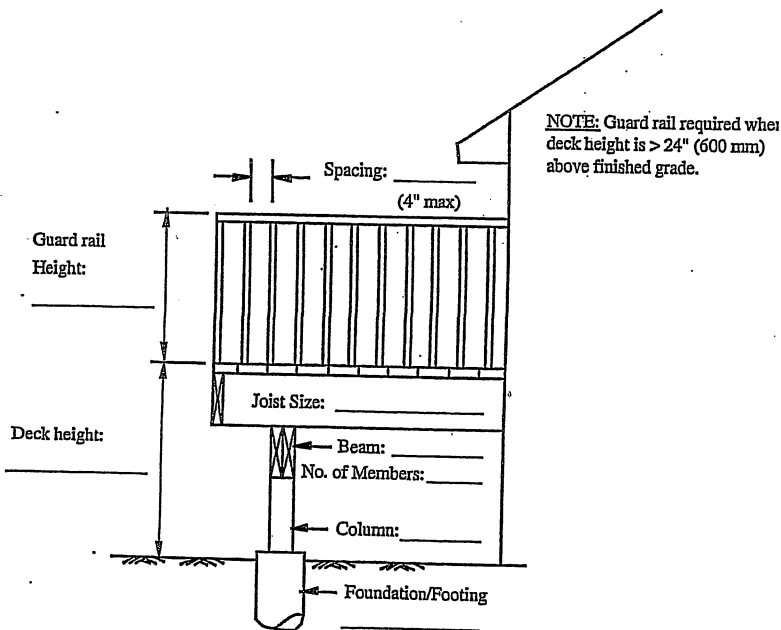 NOTE: Guard rail required when
deck height is > 24" (600 mm)
above finished grade.
Spacing:
(4" max)
Guard rail
Height:
Joist Size:
Deck height:
Beam:
No. of Members:
Column:
Foundation/Footing